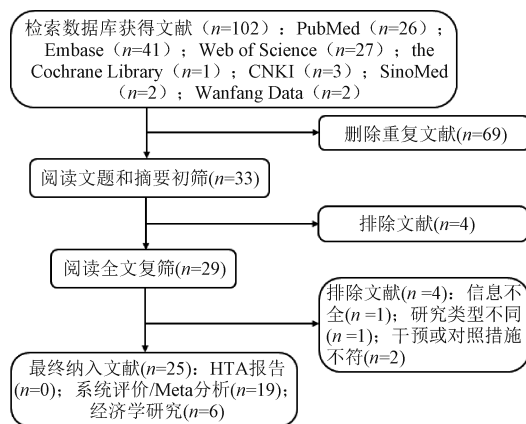 检索数据库获得文献（n=102）：PubMed(n=26)；
Embase（n=41）；Web of Science(n=27)；the
Cochrane Library（n=1）；CNKI（n=3）；SinoMed
（n=2）；Wanfang Data（n=2）
删除重复文献(n=69)
阅读文题和摘要初筛(n=33)
排除文献(n=4)
阅读全文复筛(n=29)
排除文献(n =4)：信息不
全(n =1)；研究类型不同
(n =1)；干预或对照措施
不符(n=2)
最终纳入文献(n=25)：HTA报告
(n=0)；系统评价/Meta分析(n=19)；
经济学研究(n=6)